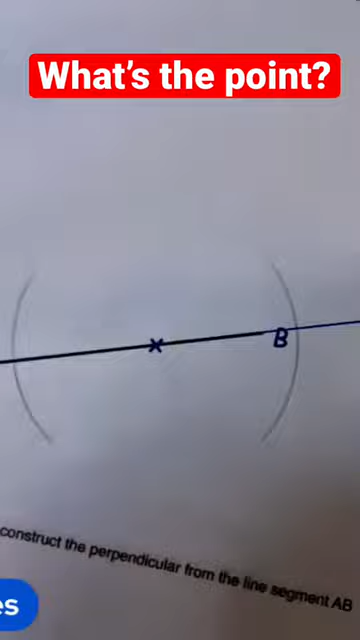 What's the point?
B
construct the perpendicular from the line segment AB
es